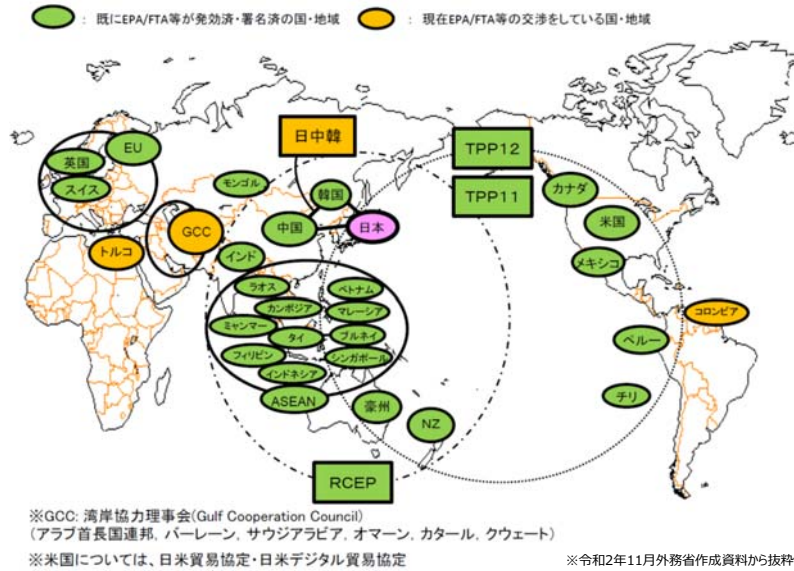 ： 既にEPA/FTA等が発効済・署名済の国・地域
： 現在EPA/FTA等の交渉をしている国・地域
日中韓
TPP12
EU
英国
スイス
モンゴル
韓国
TPP11
カナダ
中国
日本
米国
GCC
トルコ
インド
メキシコ
ラオス
ベトナム
カンボジア
マレーシア
コロンビア
ミャンマー
タイ
ブルネイ
ペルー
フィリピン
シンガポール
インドネシア
チリ
ASEAN
豪州
NZ
RCEP
※GCC: 湾岸協力理事会(Gulf Cooperation Council)
（アラブ首長国連邦, バーレーン, サウジアラビア, オマーン, カタール, クウェート）
※米国については、日米貿易協定・日米デジタル貿易協定
※令和2年11月外務省作成資料から抜粋